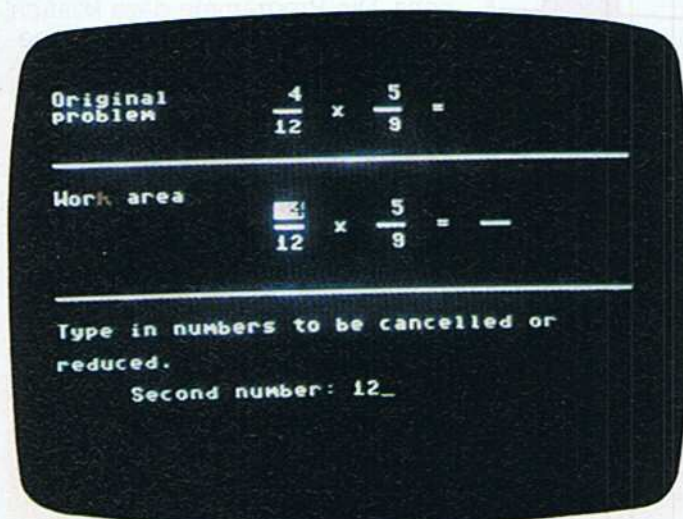 Original
problem
4
12
x
5
9
=
Work area
12
x
5
9
=
Type in numbers to be cancelled or
reduced.
Second number: 12_